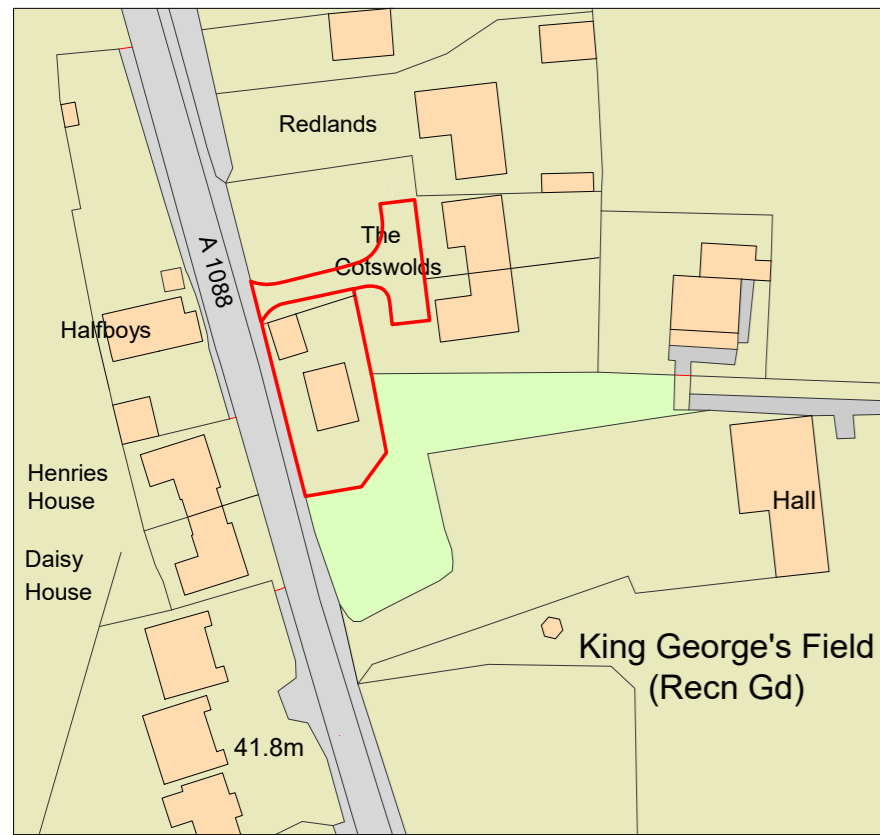 Redlands
The
Cotswolds
A 1088
Halfboys
Henries
House
Hall
Daisy
House
King George's Field
(Recn Gd)
41.8m